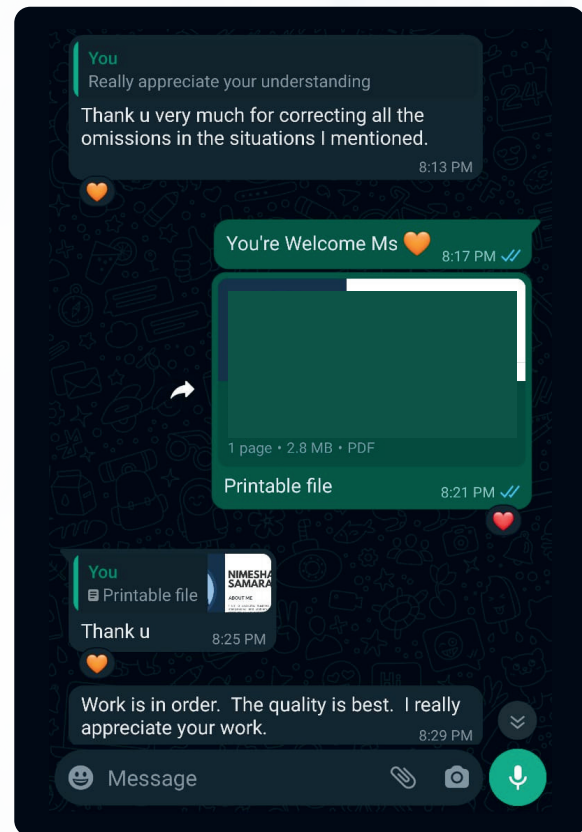 You
Really appreciate your understanding
Thank u very much for correcting all the
omissions in the situations I mentioned.
8:13 PM
You're Welcome Ms 🧡
8:17 PM
1 page • 2.8 MB • PDF
Printable file
8:21 PM
You
Printable file
NIMESHA
SAMARA
ABOUT ME
Thank u
8:25 PM
Work is in order. The quality is best. I really
appreciate your work.
8:29 PM
Message